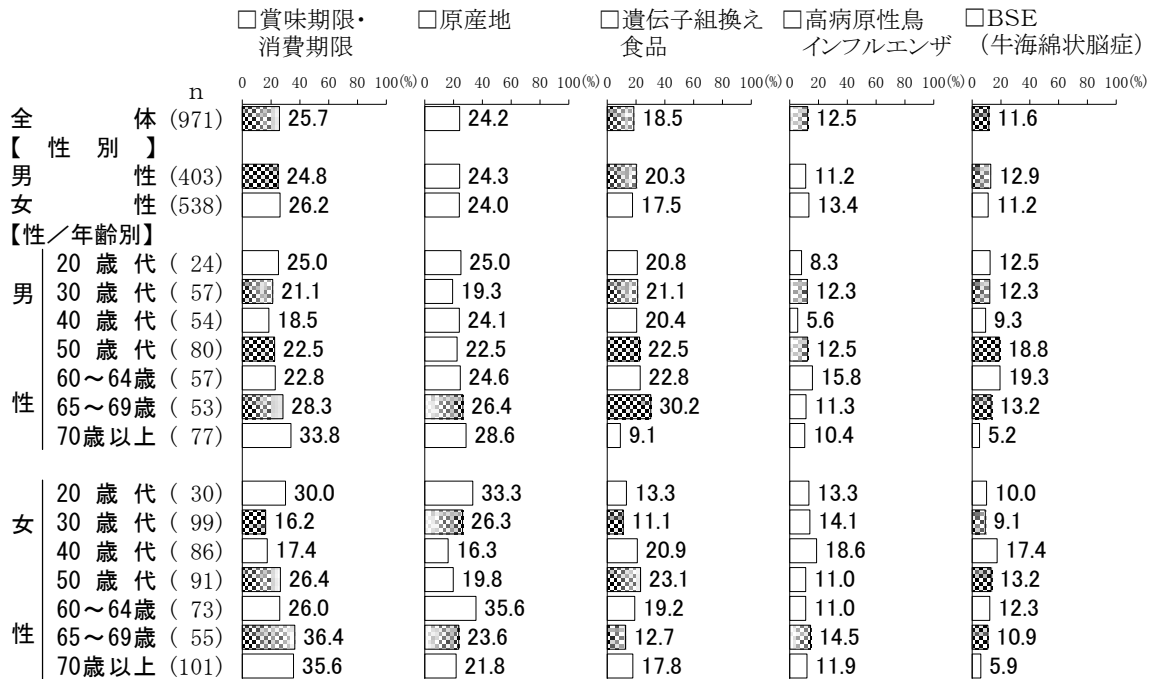 □賞味期限・ □原産地 □遺伝子組換え □高病原性鳥 □BSE
消費期限 食品 インフルエンザ (牛海綿状脳症)
0 20 40 60 80 100(%) 0 20 40 60 80 100(%) 0 20 40 60 80 100(%) 0 20 40 60 80 100(%) 0 20 40 60 80 100(%)
n
全 体 (971) 25.7 24.2 18.5 12.5 11.6
【 性 別 】
男 性 (403) 24.8 24.3 20.3 11.2 12.9
女 性 (538) 26.2 24.0 17.5 13.4 11.2
【性/年齢別】
20 歳 代 ( 24) 25.0 25.0 20.8 8.3 12.5
男 30 歳 代 ( 57) 21.1 19.3 21.1 12.3 12.3
40 歳 代 ( 54) 18.5 24.1 20.4 5.6 9.3
50 歳 代 ( 80) 22.5 22.5 22.5 12.5 18.8
60~64歳 ( 57) 22.8 24.6 22.8 15.8 19.3
性 65~69歳 ( 53) 28.3 26.4 30.2 11.3 13.2
70歳以上 ( 77) 33.8 28.6 9.1 10.4 5.2
20 歳 代 ( 30) 30.0 33.3 13.3 13.3 10.0
女 30 歳 代 ( 99) 16.2 26.3 11.1 14.1 9.1
40 歳 代 ( 86) 17.4 16.3 20.9 18.6 17.4
50 歳 代 ( 91) 26.4 19.8 23.1 11.0 13.2
60~64歳 ( 73) 26.0 35.6 19.2 11.0 12.3
性 65~69歳 ( 55) 36.4 23.6 12.7 14.5 10.9
70歳以上 (101) 35.6 21.8 17.8 11.9 5.9